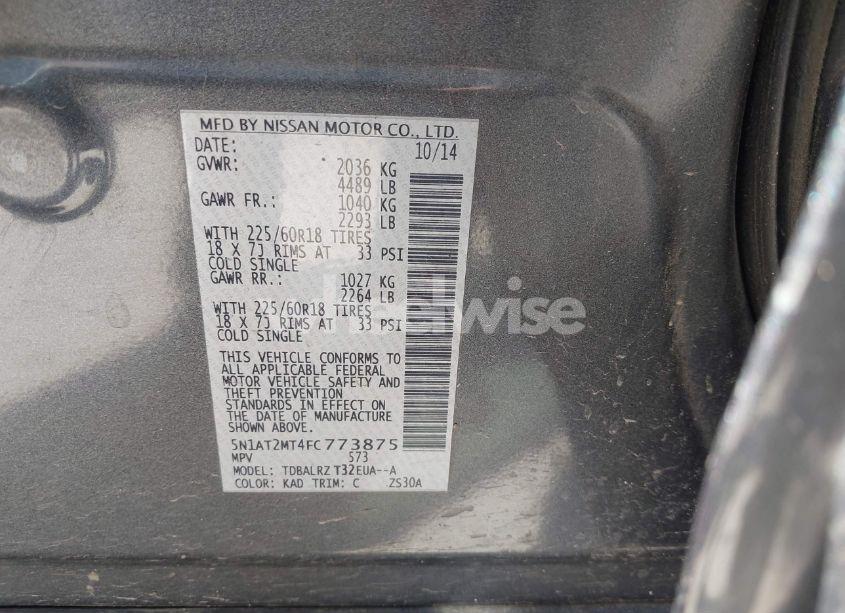 MFD BY NISSAN MOTOR CO., LTD.
DATE: 10/14
GVWR: 2036 KG
4489 LB
GAWR FR.: 1040 KG
2293 LB
WITH 225/60R18 TIRES
18 X 7J RIMS AT 33 PSI
COLD SINGLE
GAWR RR.: 1027 KG
2264 LB
WITH 225/60R18 TIRES
18 X 7J RIMS AT 33 PSI
COLD SINGLE
THIS VEHICLE CONFORMS TO
ALL APPLICABLE FEDERAL
MOTOR VEHICLE SAFETY AND
THEFT PREVENTION
STANDARDS IN EFFECT ON
THE DATE OF MANUFACTURE
SHOWN ABOVE.
5N1AT2MT4FC773875
MPV 573
MODEL: TDBALRZ T32EUA--A
COLOR: KAD TRIM: C ZS30A